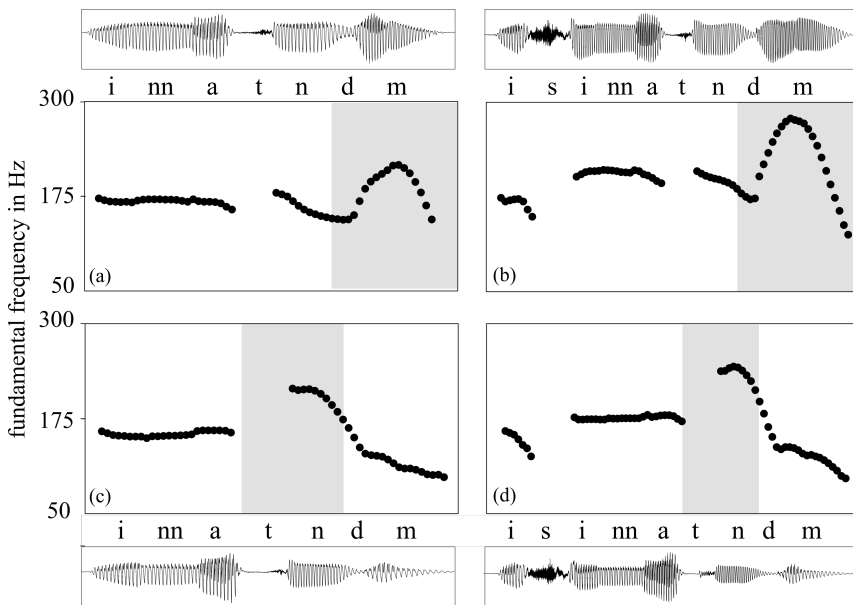 i nn a t n d m
i s i nn a t n d m
fundamental frequency in Hz
300
175
50
(a)
(b)
300
175
50
(c)
(d)
i nn a t n d m
i s i nn a t n d m